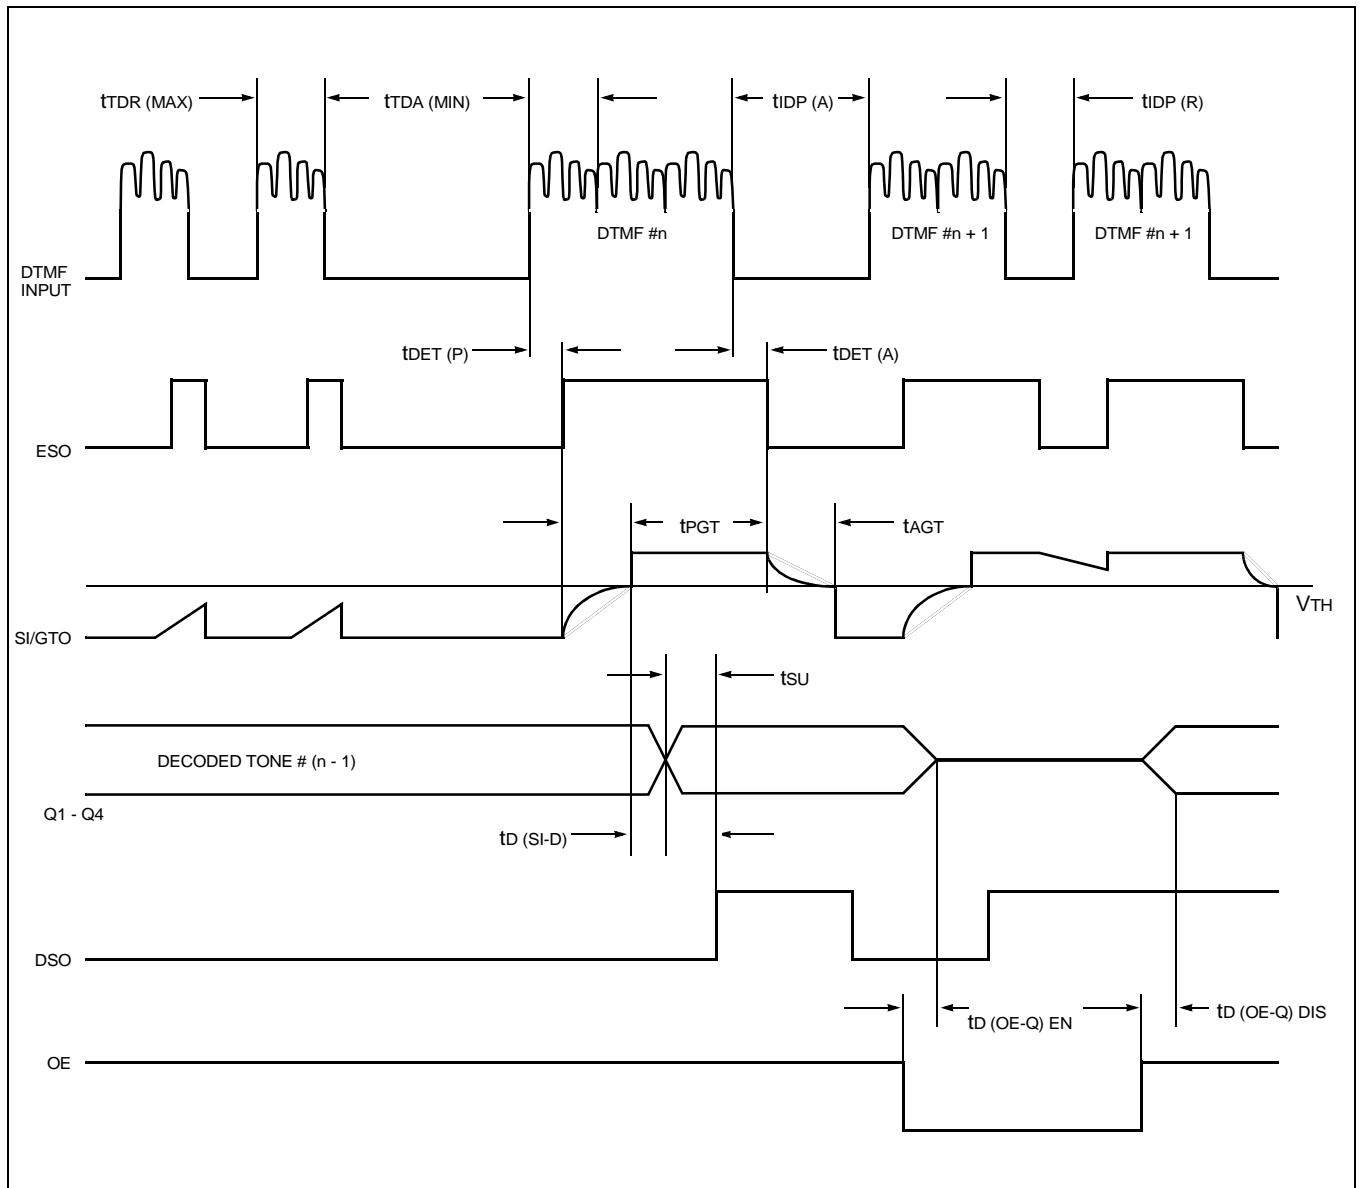 tTDR (MAX)
tTDA (MIN)
tIDP (A)
tIDP (R)
DTMF #n
DTMF #n + 1
DTMF #n + 1
DTMF
INPUT
tDET (P)
tDET (A)
ESO
tPGT
tAGT
VTH
SI/GTO
tSU
DECODED TONE # (n - 1)
Q1 - Q4
tD (SI-D)
DSO
tD (OE-Q) EN
tD (OE-Q) DIS
OE